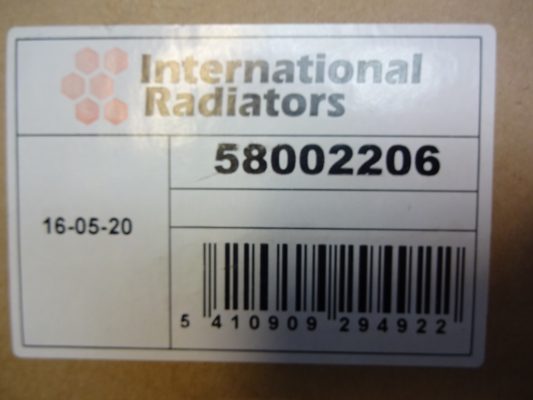 International
Radiators
58002206
16-05-20
5 410909 294922